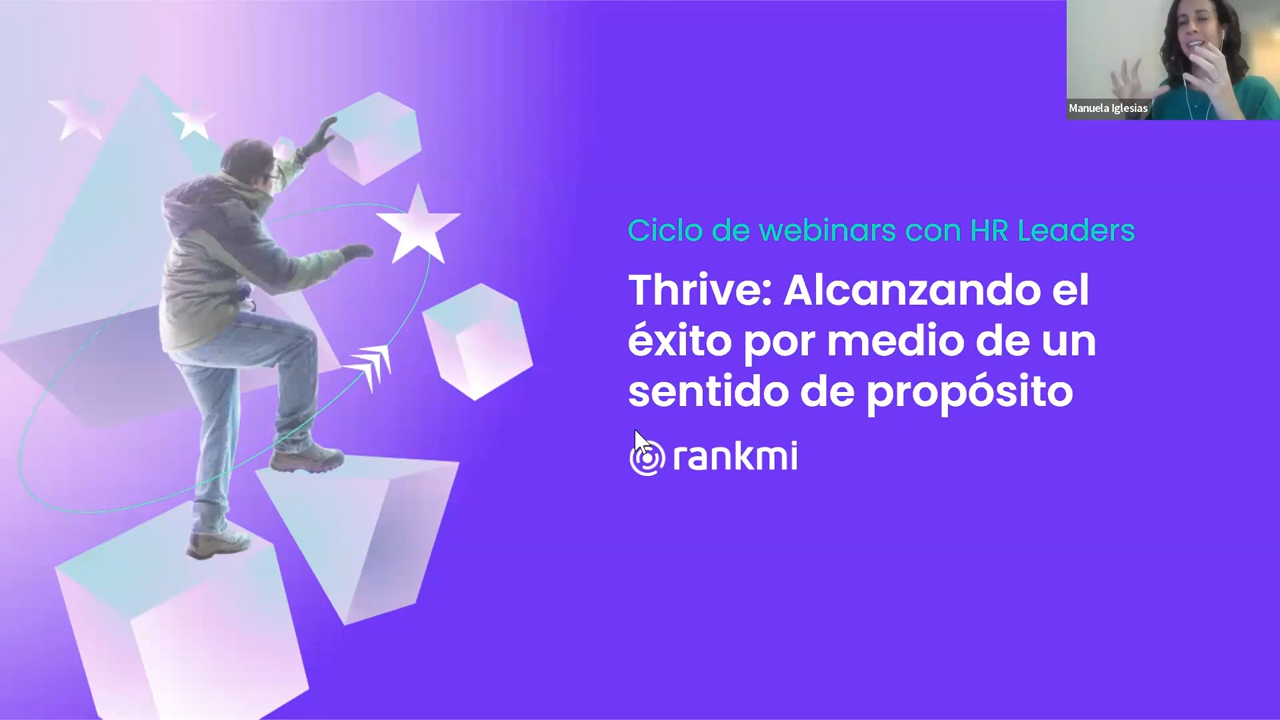 Manuela Iglesias
Ciclo de webinars con HR Leaders
Thrive: Alcanzando el
éxito por medio de un
sentido de propósito
rankmi